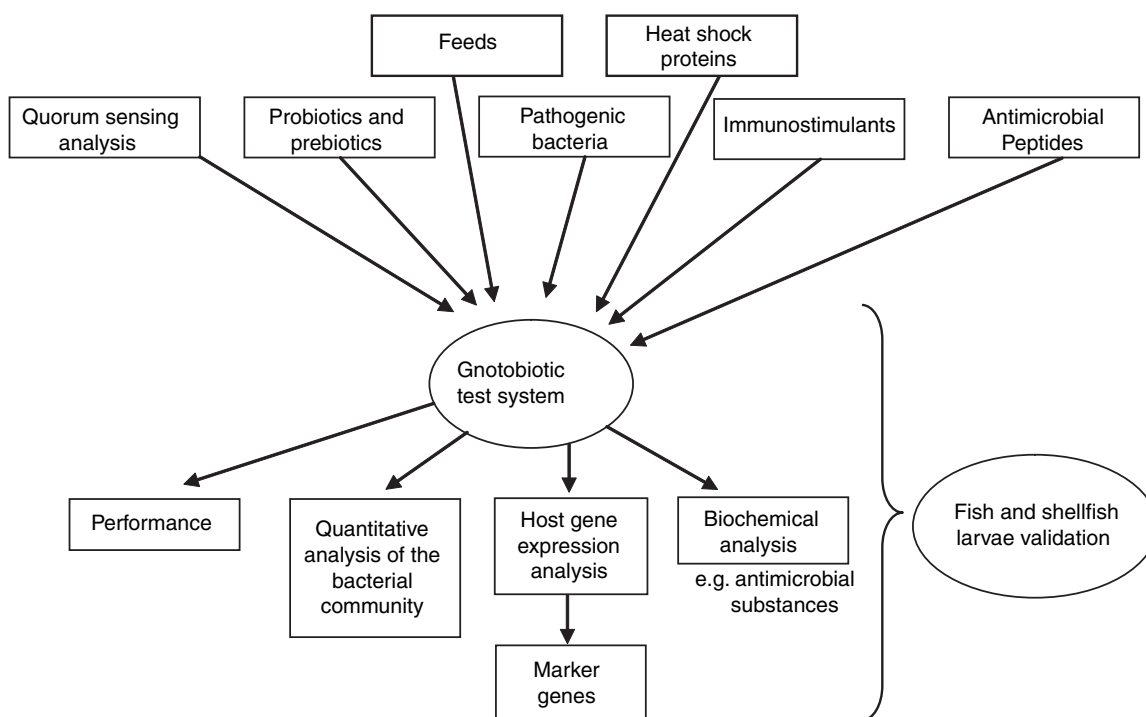 Feeds
Heat shock
proteins
Quorum sensing
analysis
Probiotics and
prebiotics
Pathogenic
bacteria
Immunostimulants
Antimicrobial
Peptides
Gnotobiotic
test system
Performance
Quantitative
analysis of the
bacterial
community
Host gene
expression
analysis
Biochemical
analysis
e.g. antimicrobial
substances
Marker
genes
Fish and shellfish
larvae validation